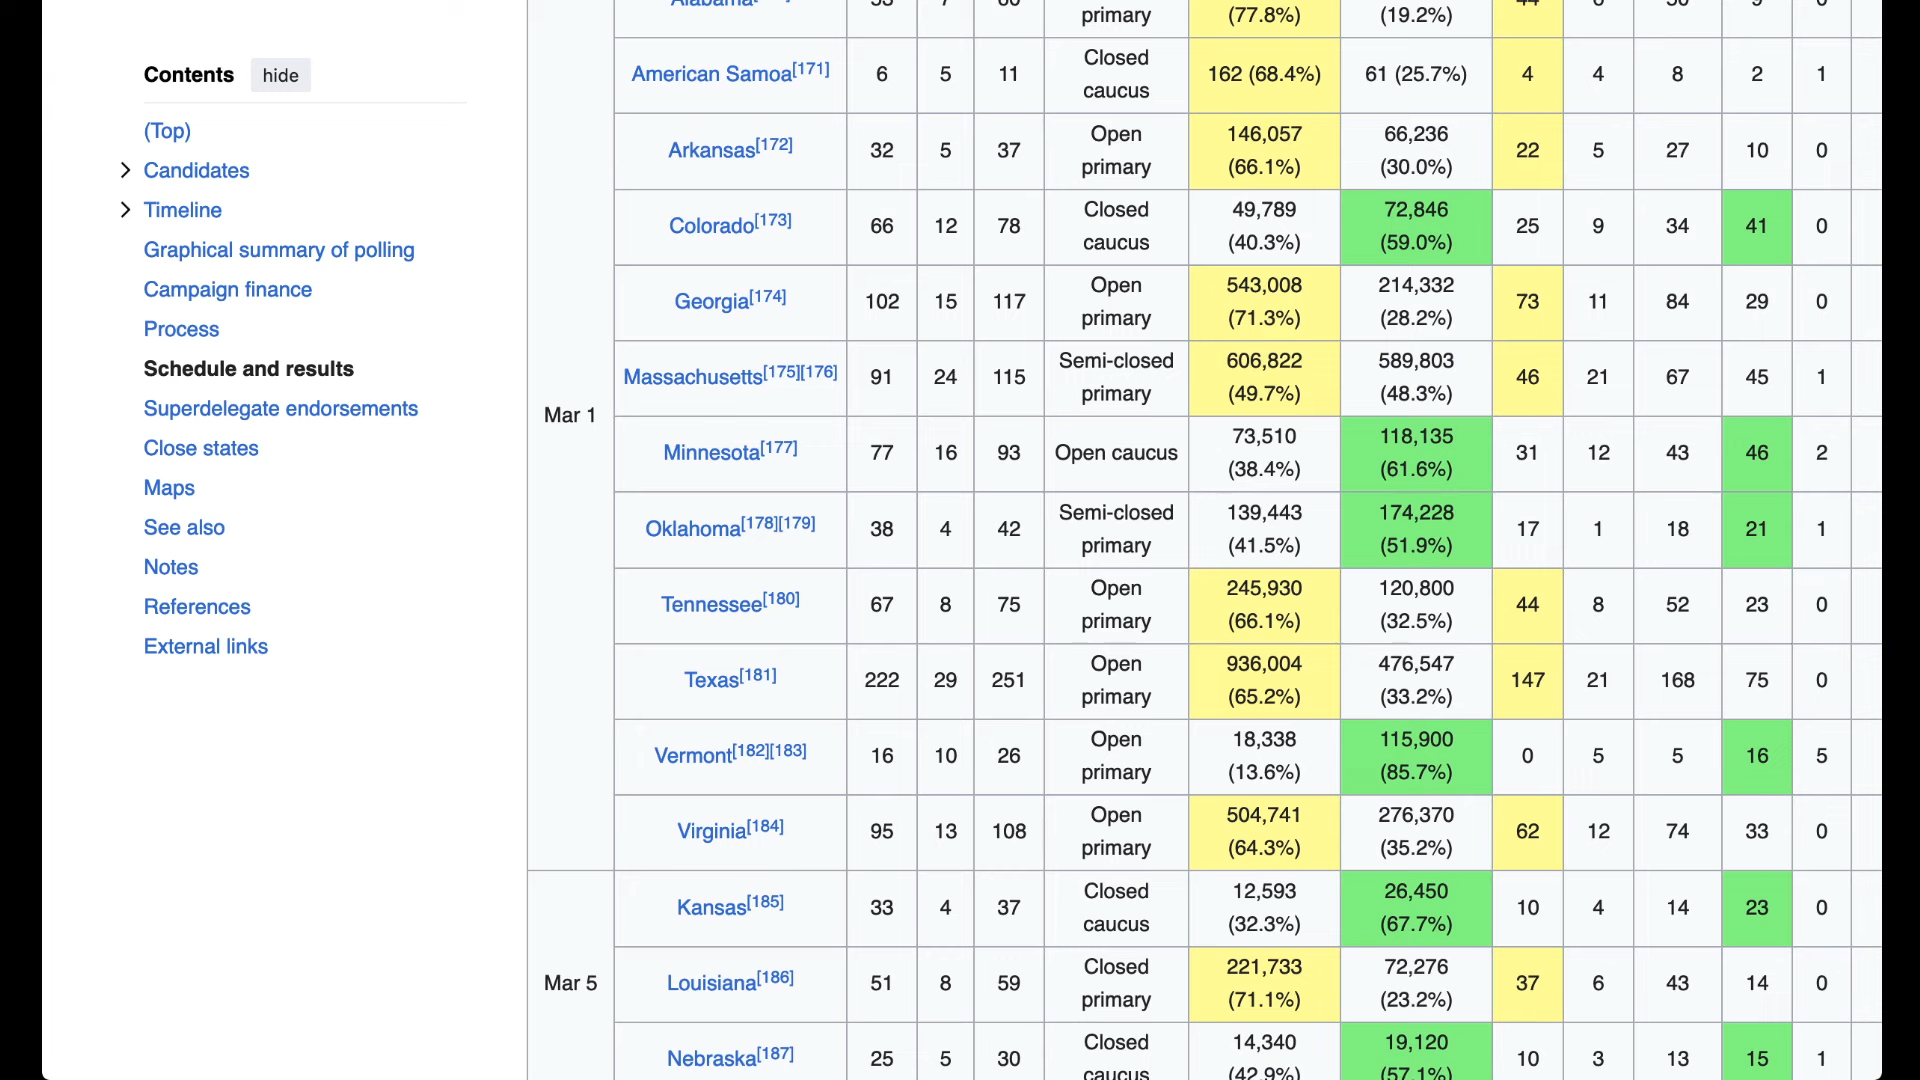 Contents hide
(Top)
Candidates
Timeline
Graphical summary of polling
Campaign finance
Process
Schedule and results
Superdelegate endorsements
Close states
Maps
See also
Notes
References
External links
primary (77.8%) (19.2%)
Mar 1
American Samoa[171] 6 5 11 Closed caucus 162 (68.4%) 61 (25.7%) 4 4 8 2 1
Arkansas[172] 32 5 37 Open primary 146,057 (66.1%) 66,236 (30.0%) 22 5 27 10 0
Colorado[173] 66 12 78 Closed caucus 49,789 (40.3%) 72,846 (59.0%) 25 9 34 41 0
Georgia[174] 102 15 117 Open primary 543,008 (71.3%) 214,332 (28.2%) 73 11 84 29 0
Massachusetts[175][176] 91 24 115 Semi-closed primary 606,822 (49.7%) 589,803 (48.3%) 46 21 67 45 1
Minnesota[177] 77 16 93 Open caucus 73,510 (38.4%) 118,135 (61.6%) 31 12 43 46 2
Oklahoma[178][179] 38 4 42 Semi-closed primary 139,443 (41.5%) 174,228 (51.9%) 17 1 18 21 1
Tennessee[180] 67 8 75 Open primary 245,930 (66.1%) 120,800 (32.5%) 44 8 52 23 0
Texas[181] 222 29 251 Open primary 936,004 (65.2%) 476,547 (33.2%) 147 21 168 75 0
Vermont[182][183] 16 10 26 Open primary 18,338 (13.6%) 115,900 (85.7%) 0 5 5 16 5
Virginia[184] 95 13 108 Open primary 504,741 (64.3%) 276,370 (35.2%) 62 12 74 33 0
Mar 5
Kansas[185] 33 4 37 Closed caucus 12,593 (32.3%) 26,450 (67.7%) 10 4 14 23 0
Louisiana[186] 51 8 59 Closed primary 221,733 (71.1%) 72,276 (23.2%) 37 6 43 14 0
Nebraska[187] 25 5 30 Closed caucus 14,340 (42.9%) 19,120 (57.1%) 10 3 13 15 1